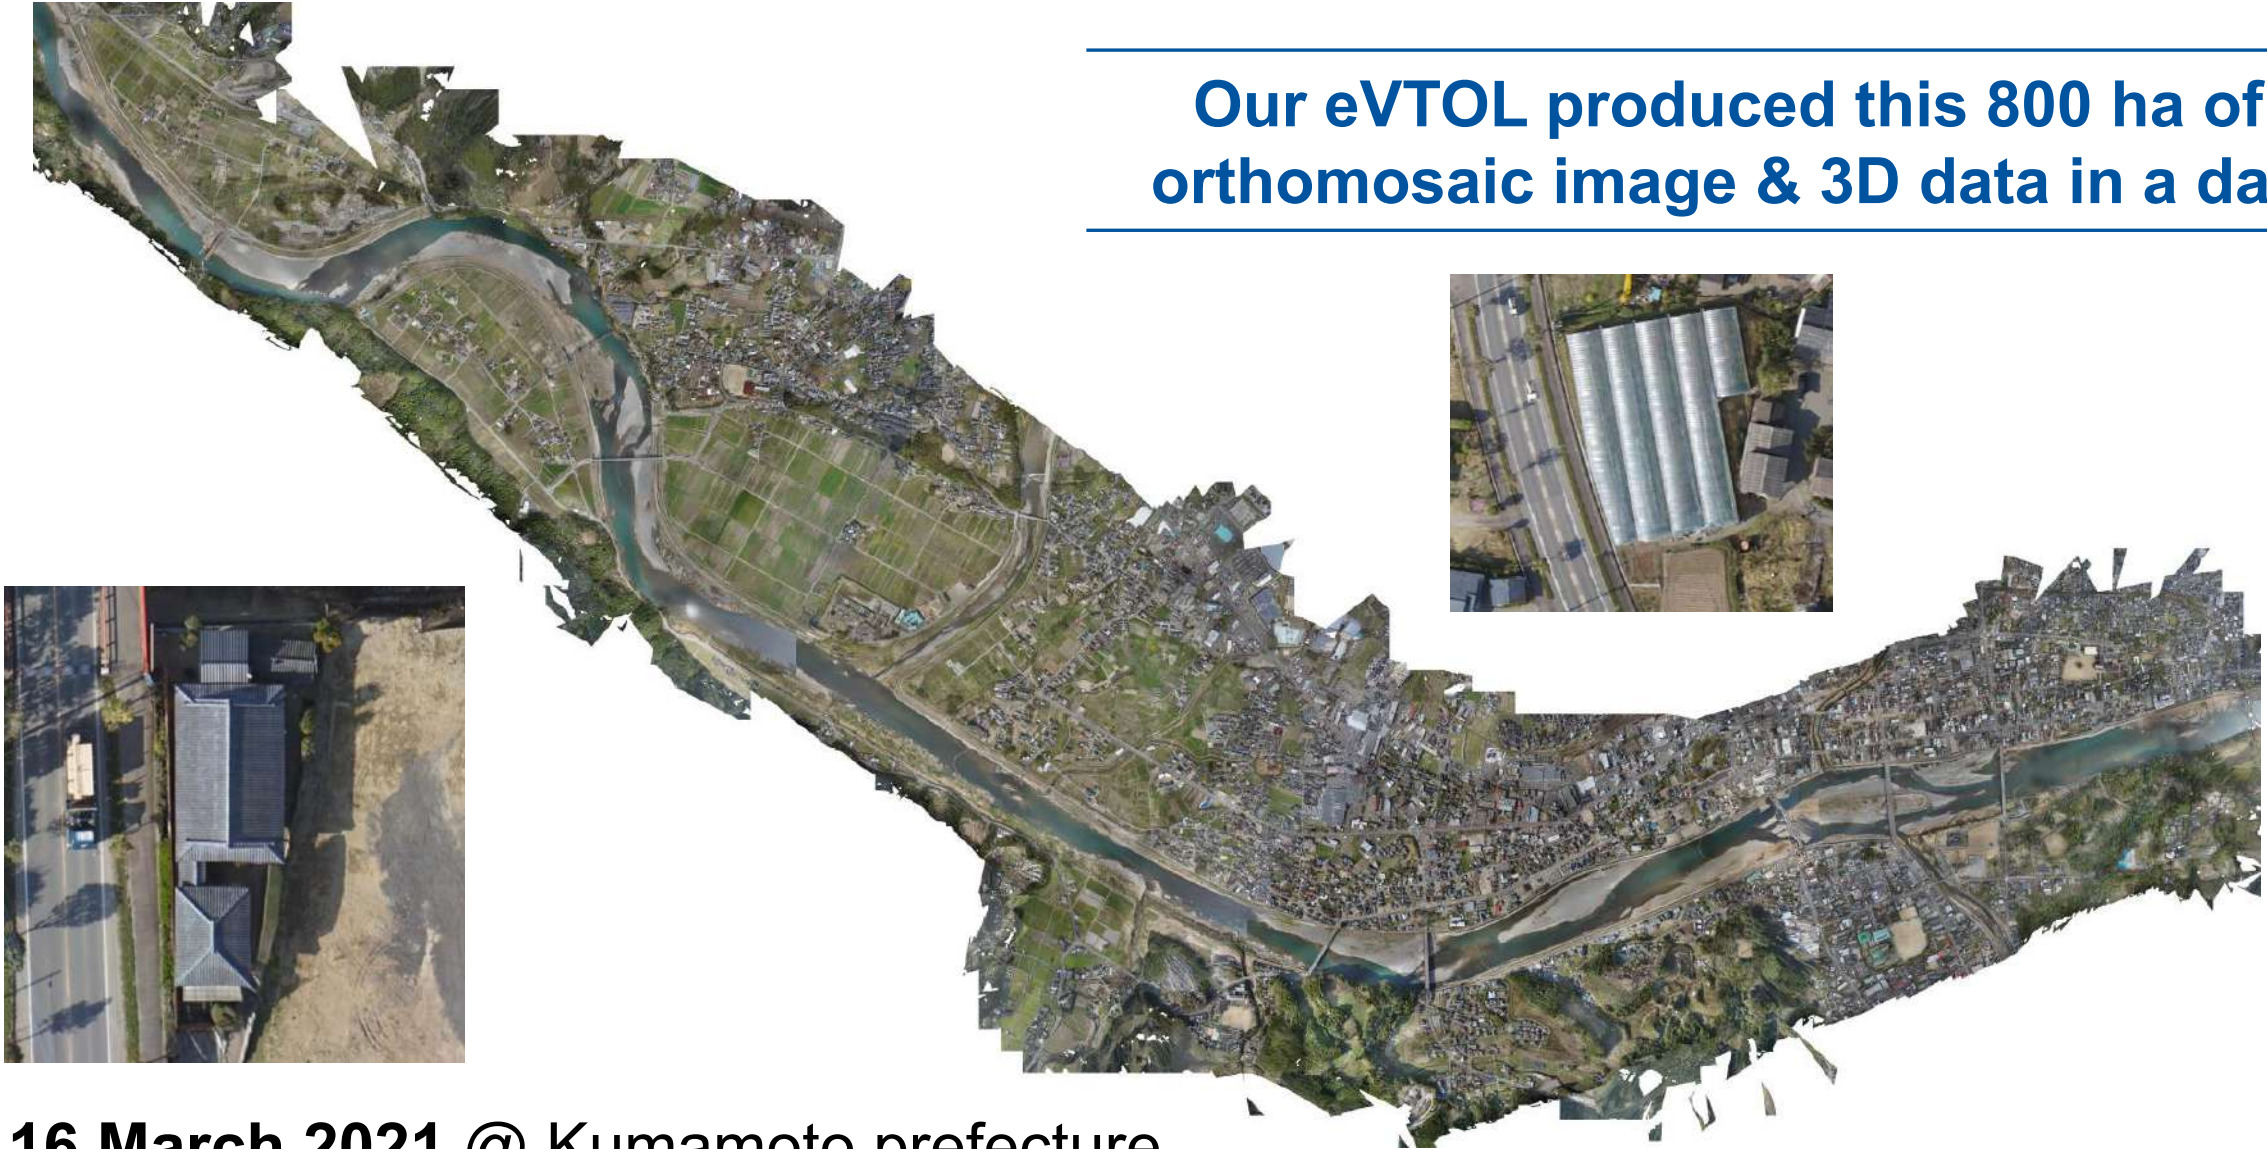 Our eVTOL produced this 800 ha of
orthomosaic image & 3D data in a da
16 March 2021 @ Kumamoto prefecture